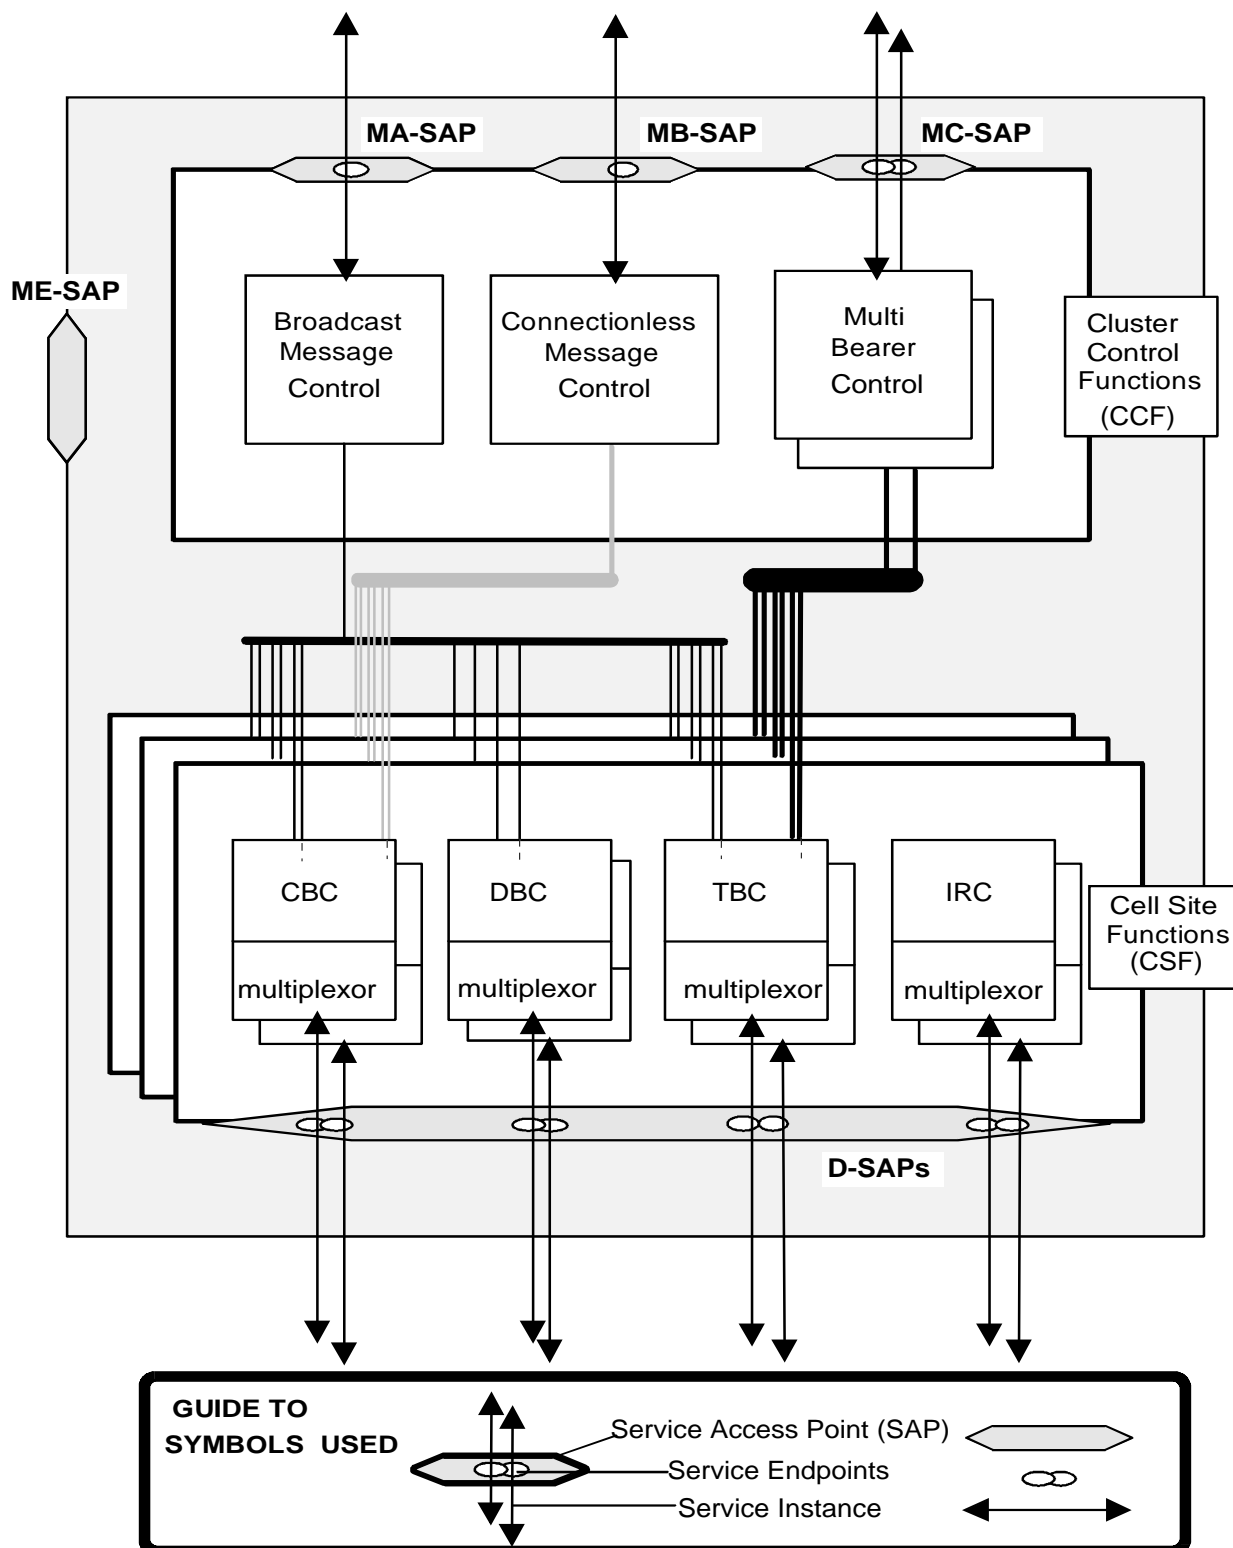 MA-SAP MB-SAP MC-SAP
ME-SAP
Broadcast
Message
Control
Connectionless
Message
Control
Multi
Bearer
Control
Cluster
Control
Functions
(CCF)
CBC DBC TBC IRC
multiplexor multiplexor multiplexor multiplexor
Cell Site
Functions
(CSF)
D-SAPs
GUIDE TO
SYMBOLS USED
Service Access Point (SAP)
Service Endpoints
Service Instance